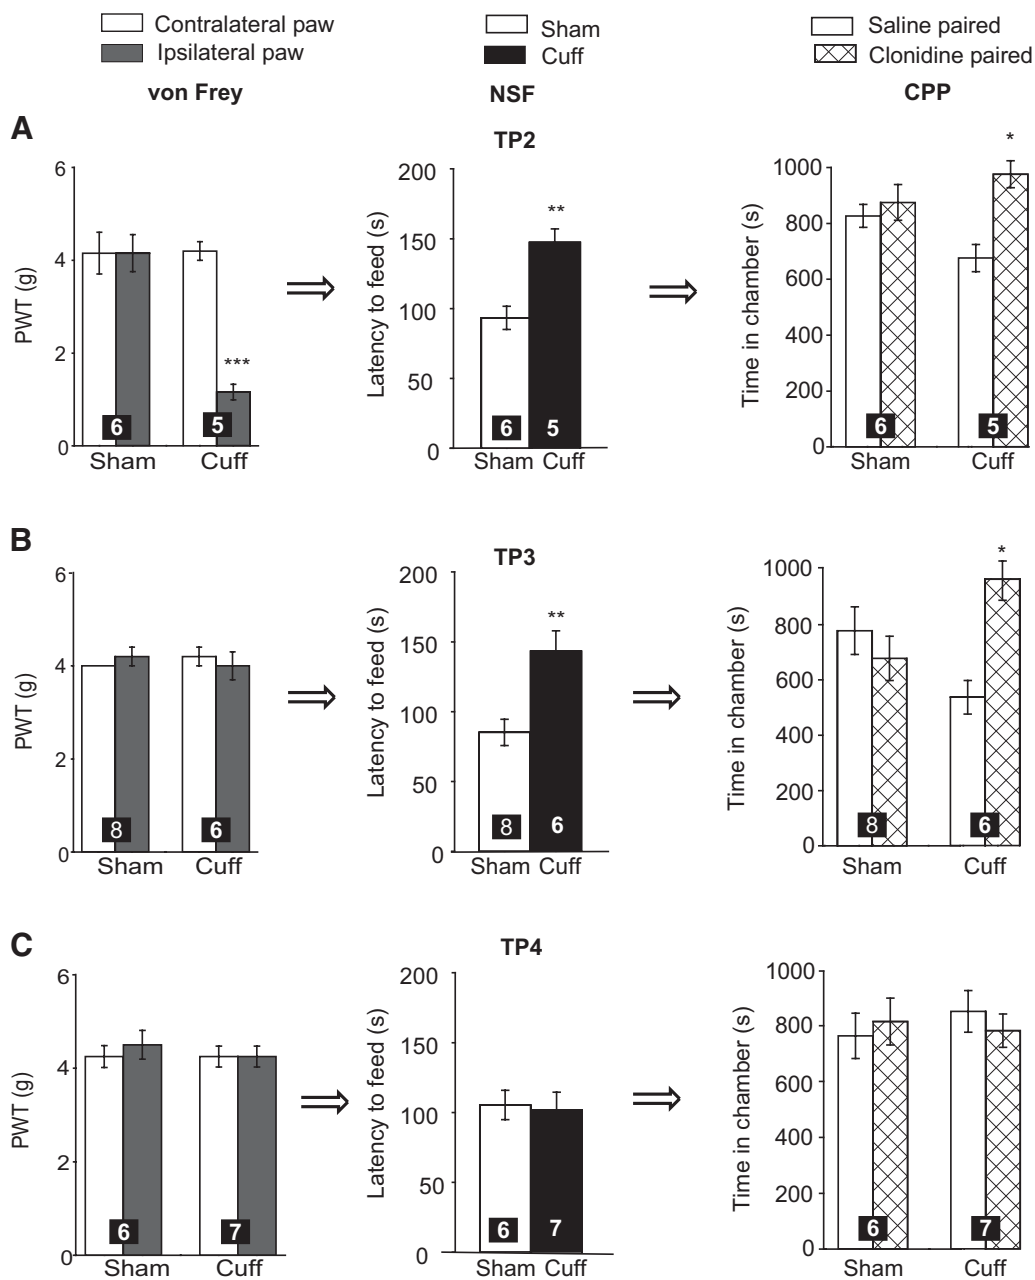 Contralateral paw
Ipsilateral paw
Sham
Cuff
Saline paired
Clonidine paired
von Frey
NSF
CPP
A
TP2
PWT (g)
6
4
2
0
***
6
5
Sham Cuff
Latency to feed (s)
200
150
100
50
0
**
6
5
Sham Cuff
Time in chamber (s)
1000
800
600
400
200
0
*
6
5
Sham Cuff
B
TP3
PWT (g)
6
4
2
0
8
6
Sham Cuff
Latency to feed (s)
200
150
100
50
0
**
8
6
Sham Cuff
Time in chamber (s)
1000
800
600
400
200
0
*
8
6
Sham Cuff
C
TP4
PWT (g)
6
4
2
0
6
7
Sham Cuff
Latency to feed (s)
200
150
100
50
0
6
7
Sham Cuff
Time in chamber (s)
1000
800
600
400
200
0
6
7
Sham Cuff